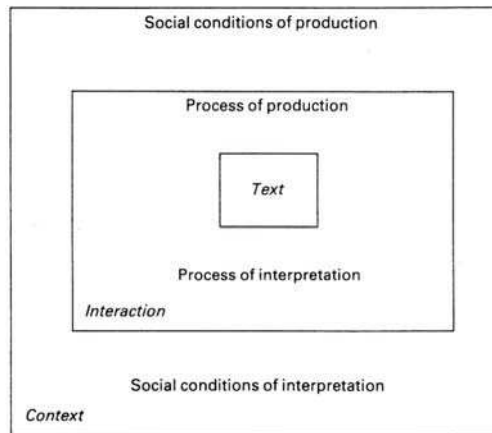 Social conditions of production
Process of production
Text
Process of interpretation
Interaction
Social conditions of interpretation
Context